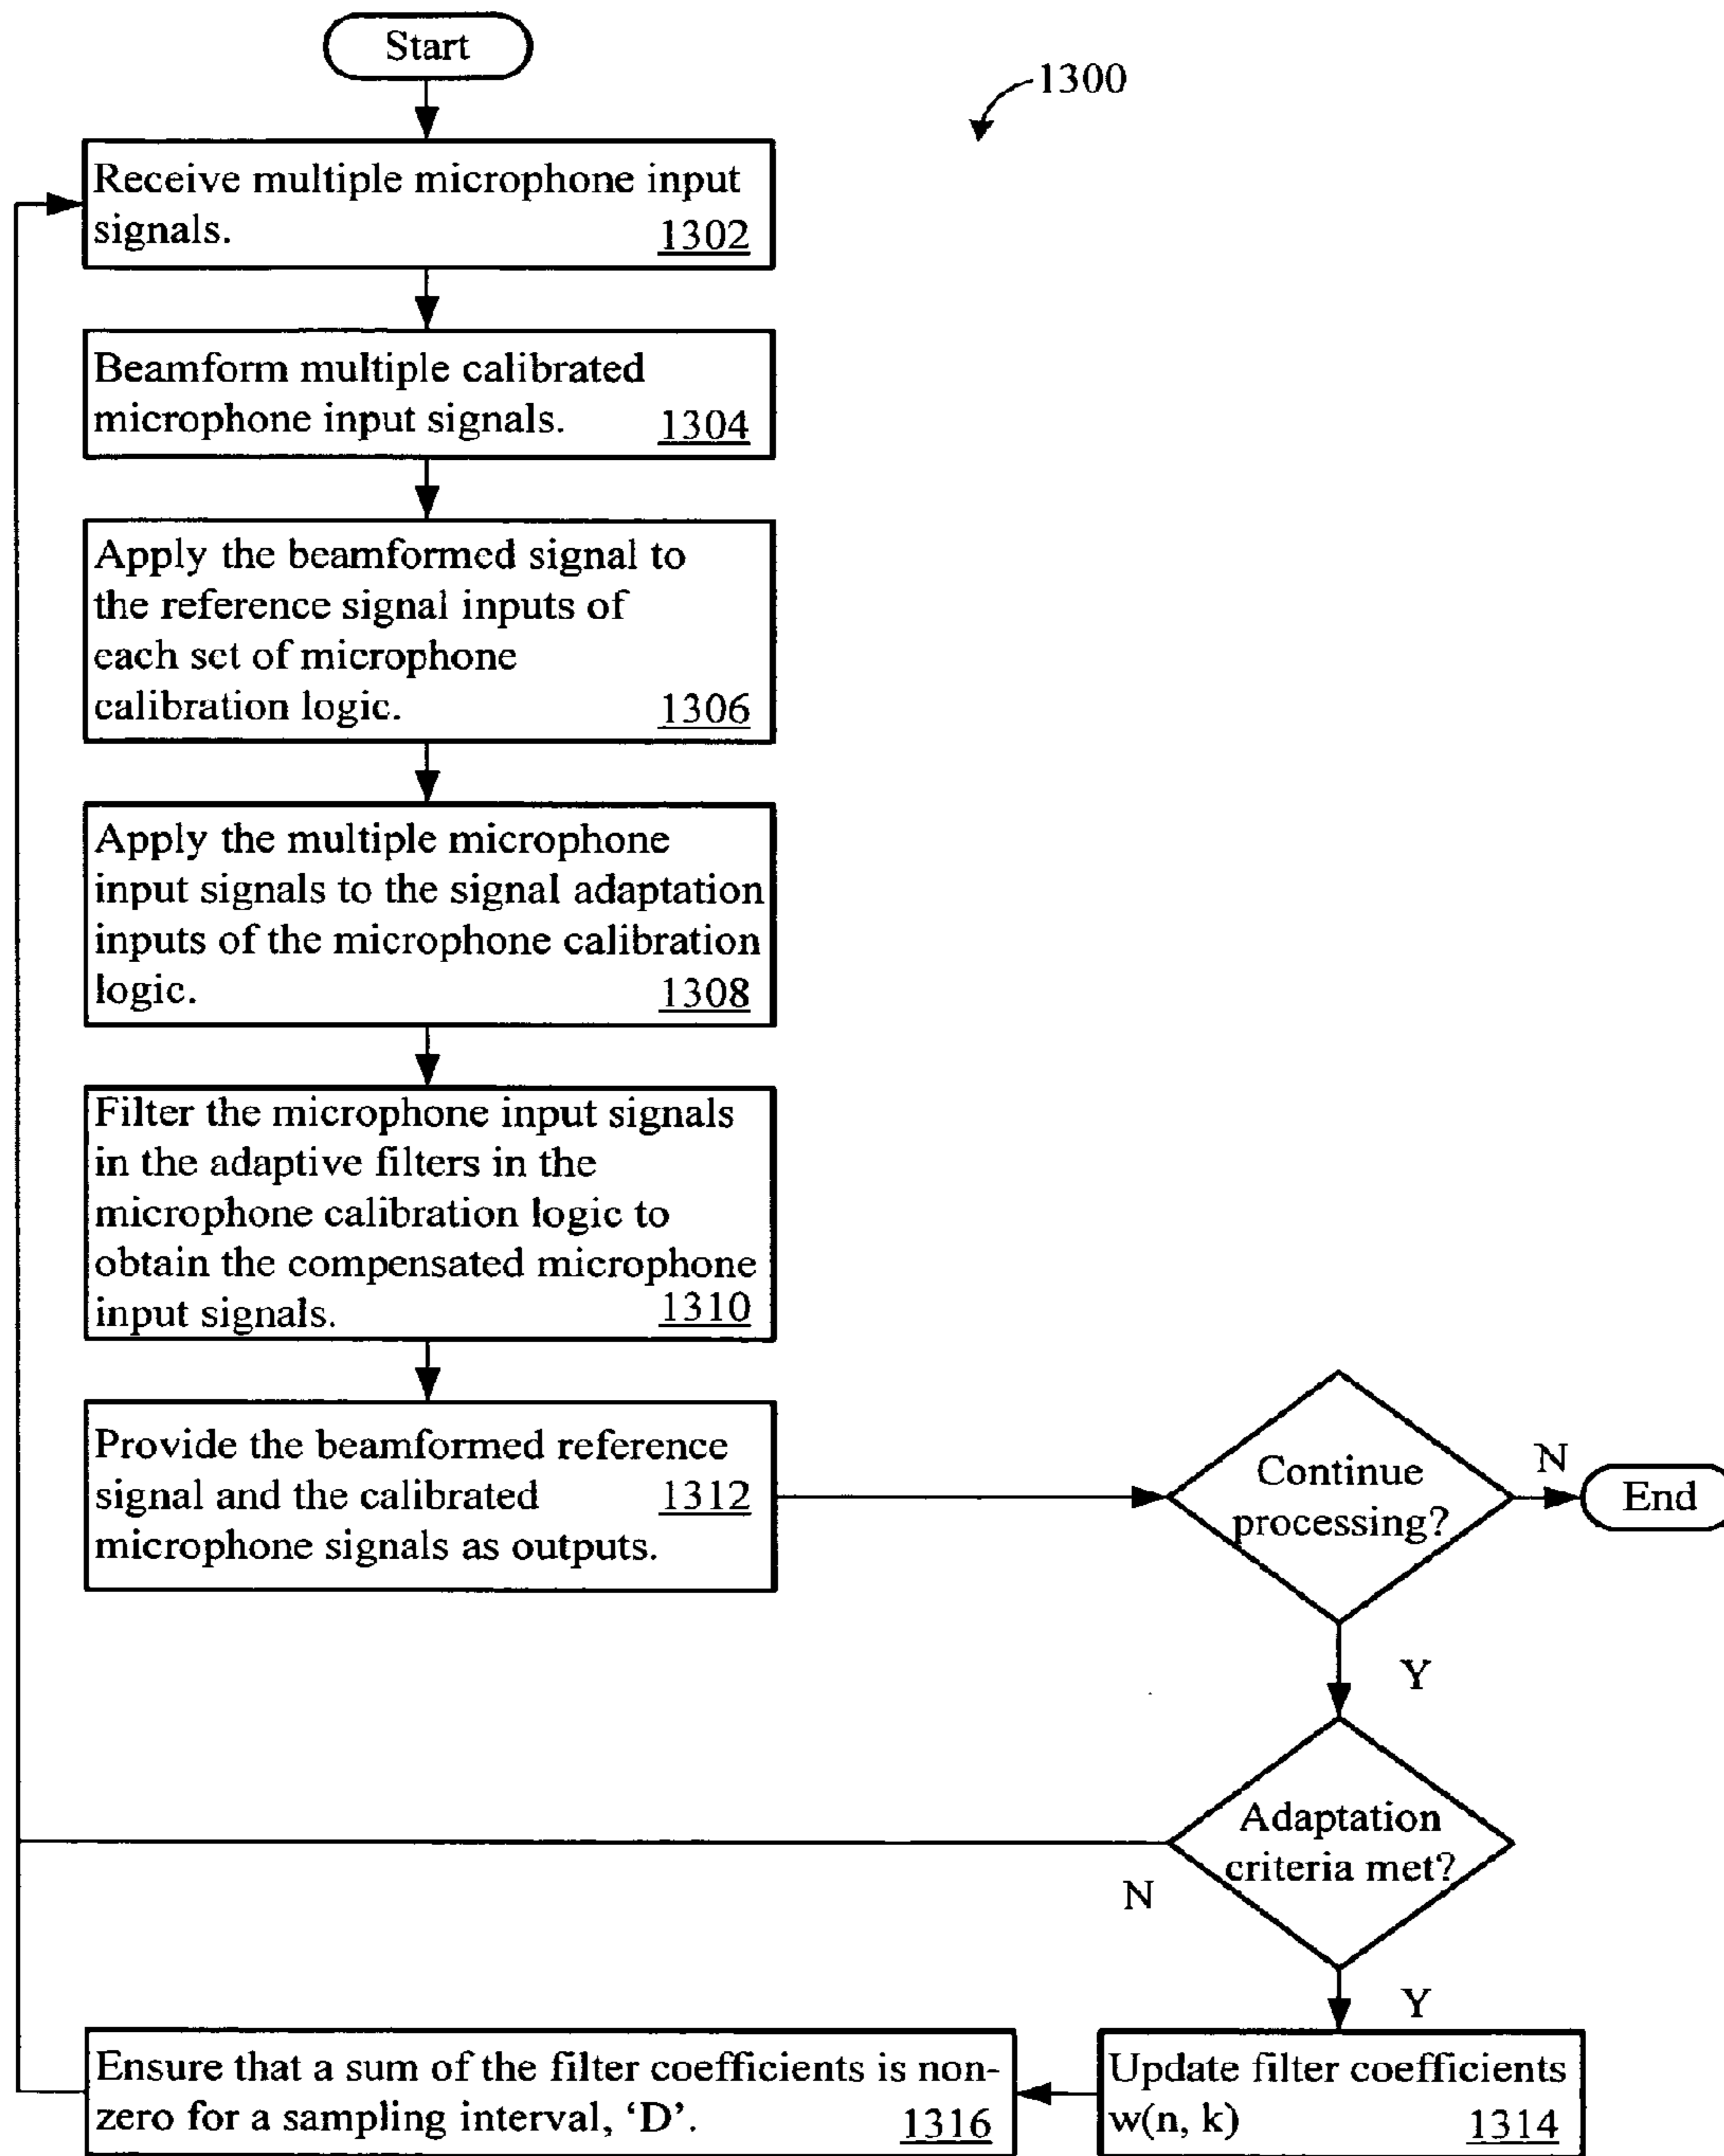 Start
1300
Receive multiple microphone input
signals. 1302
Beamform multiple calibrated
microphone input signals. 1304
Apply the beamformed signal to
the reference signal inputs of
each set of microphone
calibration logic. 1306
Apply the multiple microphone
input signals to the signal adaptation
inputs of the microphone calibration
logic. 1308
Filter the microphone input signals
in the adaptive filters in the
microphone calibration logic to
obtain the compensated microphone
input signals. 1310
Provide the beamformed reference
signal and the calibrated 1312
microphone signals as outputs.
Continue
processing?
N
End
Y
Adaptation
criteria met?
N
Y
Update filter coefficients
w(n, k) 1314
Ensure that a sum of the filter coefficients is non-
zero for a sampling interval, ‘D’. 1316